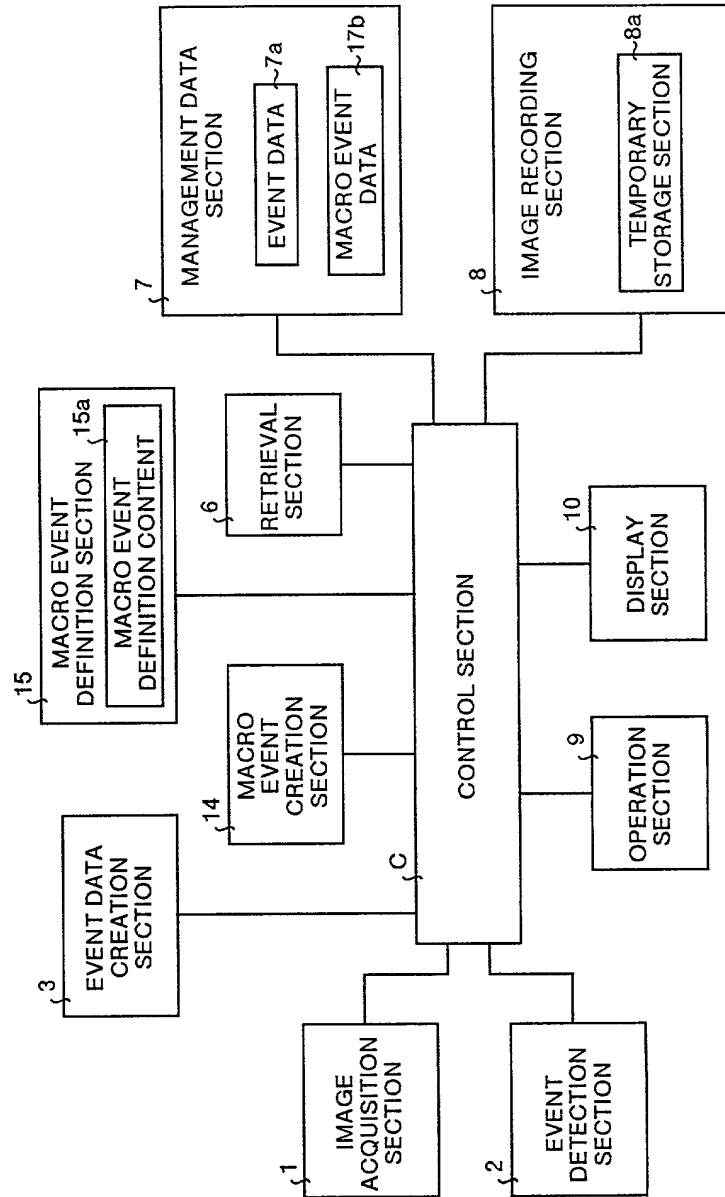 3
EVENT DATA
CREATION
SECTION
15
MACRO EVENT
DEFINITION SECTION
15a
MACRO EVENT
DEFINITION CONTENT
7
MANAGEMENT DATA
SECTION
EVENT DATA
7a
MACRO EVENT
DATA
17b
14
MACRO
EVENT
CREATION
SECTION
6
RETRIEVAL
SECTION
1
IMAGE
ACQUISITION
SECTION
C
CONTROL SECTION
2
EVENT
DETECTION
SECTION
9
OPERATION
SECTION
10
DISPLAY
SECTION
8
IMAGE RECORDING
SECTION
8a
TEMPORARY
STORAGE SECTION